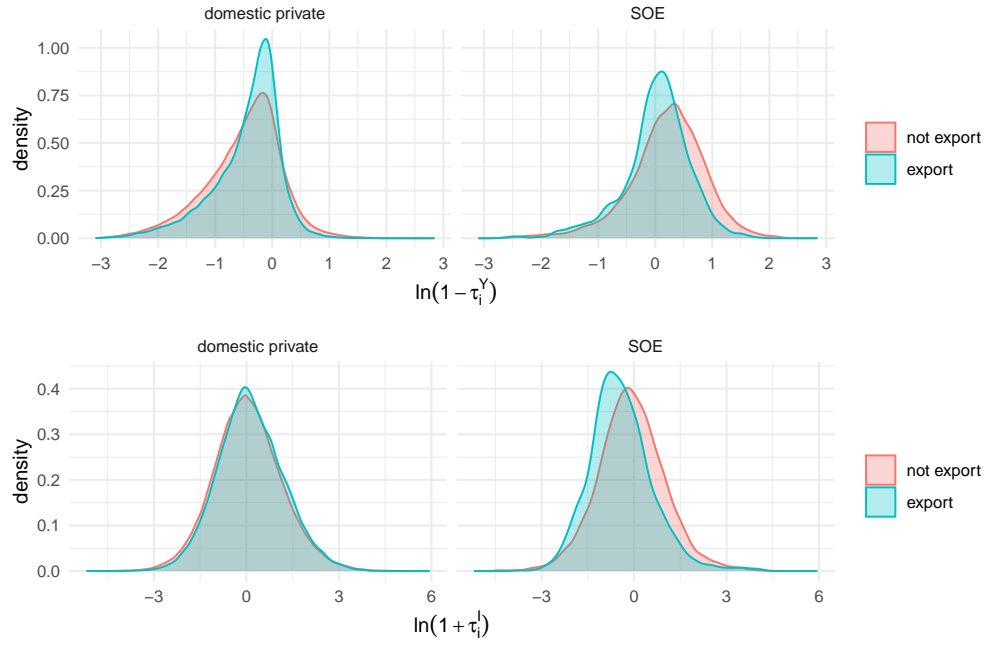 domestic private SOE
density
1.00
0.75
0.50
0.25
0.00
−3 −2 −1 0 1 2 3 −3 −2 −1 0 1 2 3
ln(1 − τᵢʸ)
not export
export
domestic private SOE
density
0.4
0.3
0.2
0.1
0.0
−3 0 3 6 −3 0 3 6
ln(1 + τᵢᴵ)
not export
export